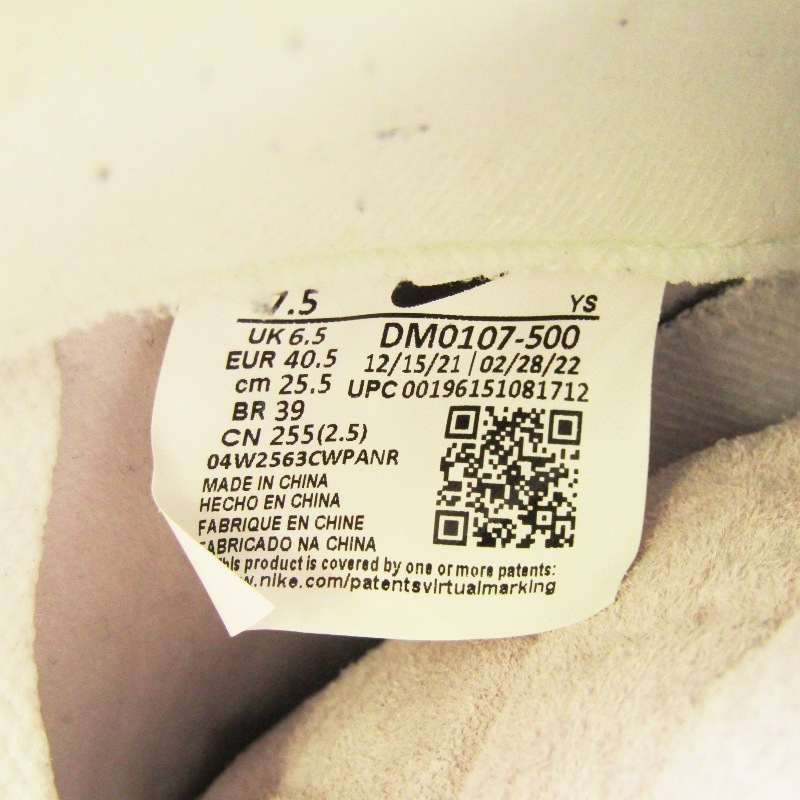 7.5 YS
UK 6.5 DM0107-500
EUR 40.5 12/15/21 | 02/28/22
cm 25.5 UPC 00196151081712
BR 39
CN 255(2.5)
04W2563CWPANR
MADE IN CHINA
HECHO EN CHINA
FABRIQUE EN CHINE
FABRICADO NA CHINA
This product is covered by one or more patents:
w.nike.com/patentsvirtualmarking